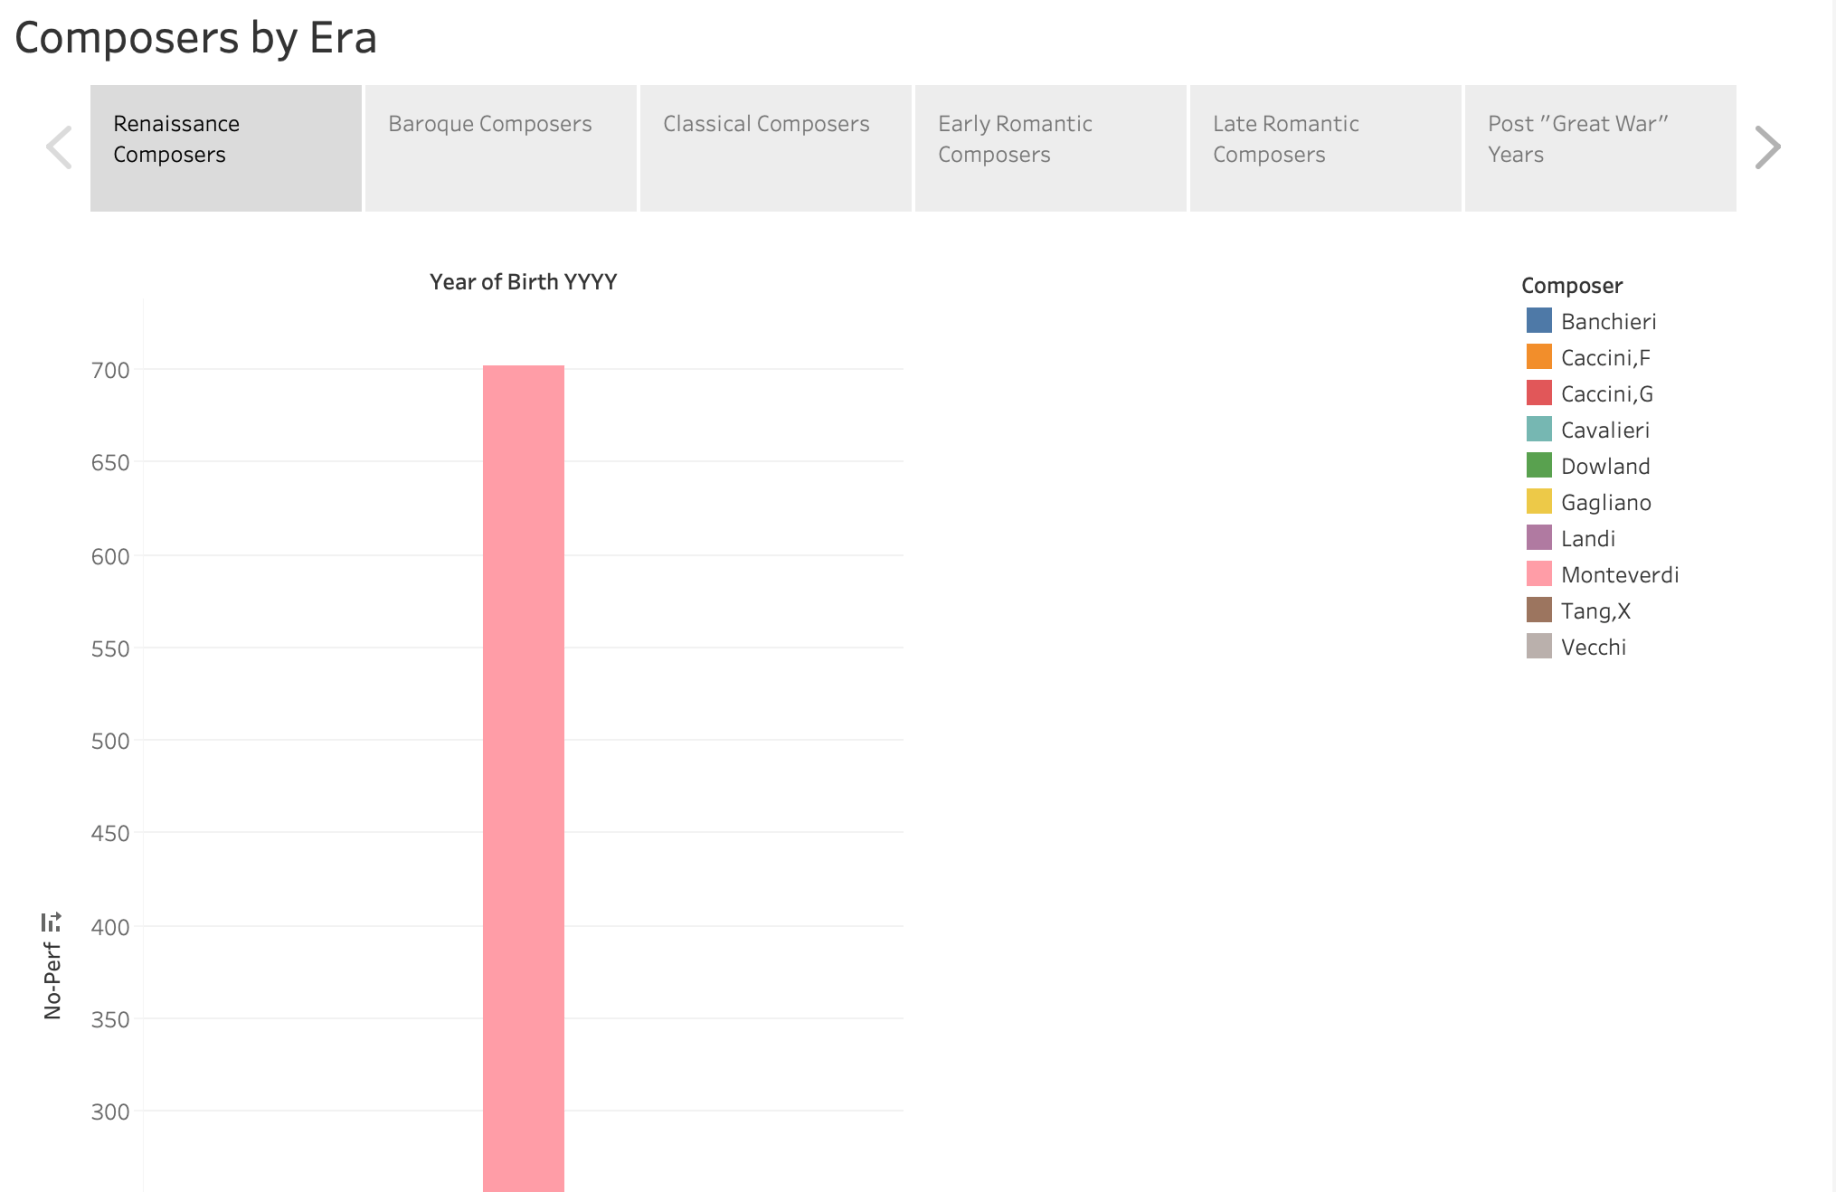 Composers by Era
Renaissance
Composers
Baroque Composers
Classical Composers
Early Romantic
Composers
Late Romantic
Composers
Post "Great War"
Years
Year of Birth YYYY
700
650
600
550
500
450
400
350
300
No-Perf
Composer
Banchieri
Caccini,F
Caccini,G
Cavalieri
Dowland
Gagliano
Landi
Monteverdi
Tang,X
Vecchi